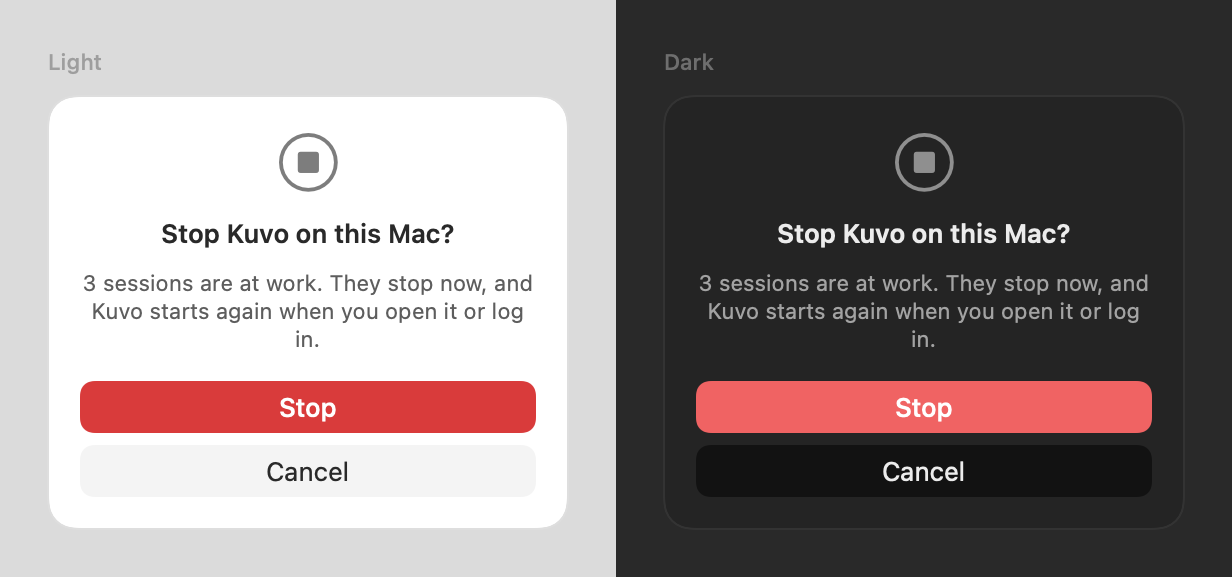 Light
Stop Kuvo on this Mac?
3 sessions are at work. They stop now, and
Kuvo starts again when you open it or log
in.
Stop
Cancel
Dark
Stop Kuvo on this Mac?
3 sessions are at work. They stop now, and
Kuvo starts again when you open it or log
in.
Stop
Cancel